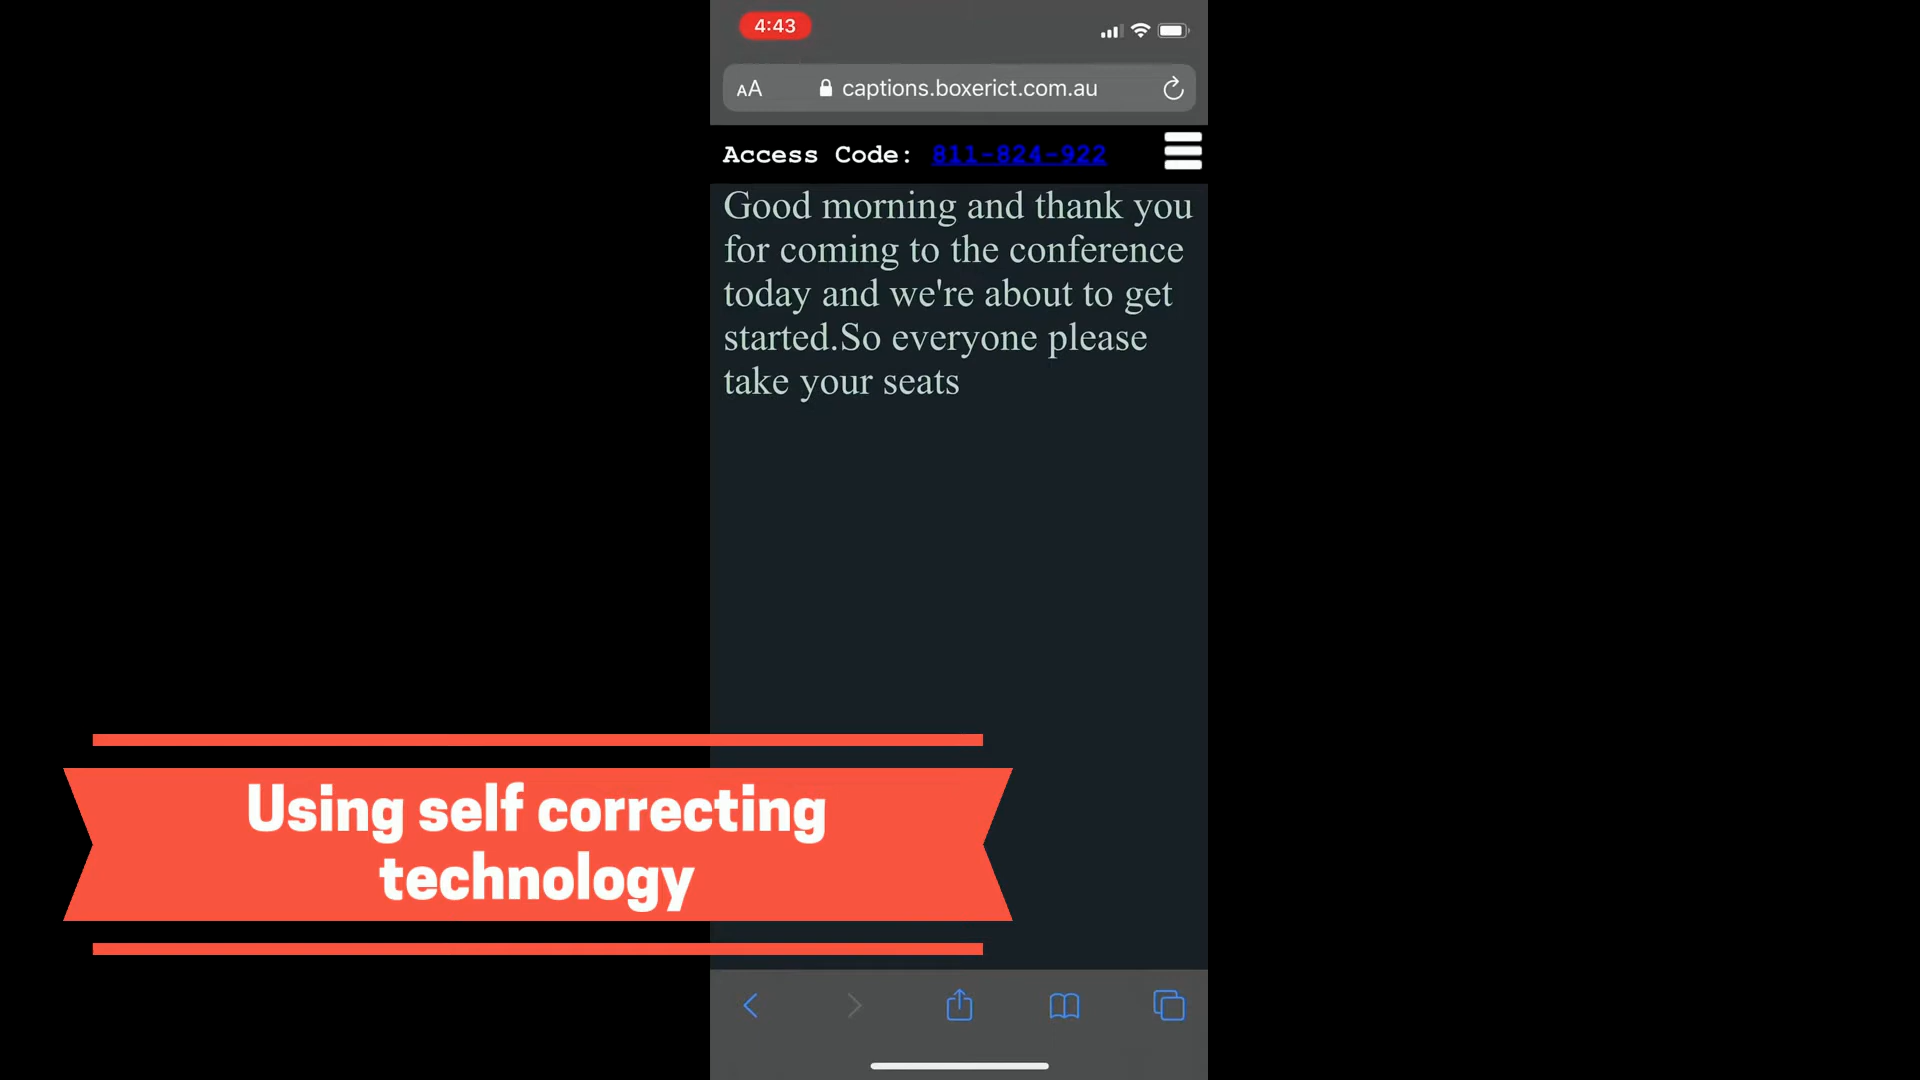 4:43
AA captions.boxerict.com.au
Access Code: 811-824-922
Good morning and thank you
for coming to the conference
today and we're about to get
started.So everyone please
take your seats
Using self correcting
technology